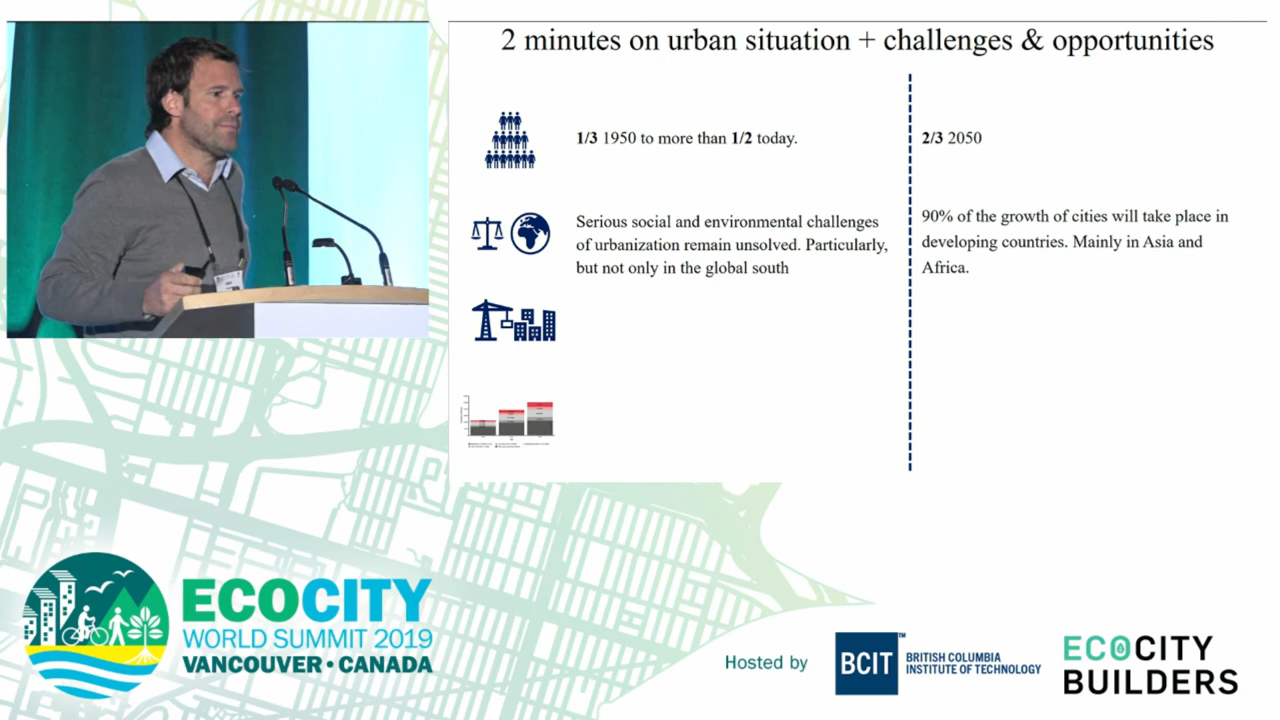 2 minutes on urban situation + challenges & opportunities
1/3 1950 to more than 1/2 today.
2/3 2050
Serious social and environmental challenges
of urbanization remain unsolved. Particularly,
but not only in the global south
90% of the growth of cities will take place in
developing countries. Mainly in Asia and
Africa.
ECOCITY
WORLD SUMMIT 2019
VANCOUVER • CANADA
Hosted by
BCIT™
BRITISH COLUMBIA
INSTITUTE OF TECHNOLOGY
ECOCITY
BUILDERS